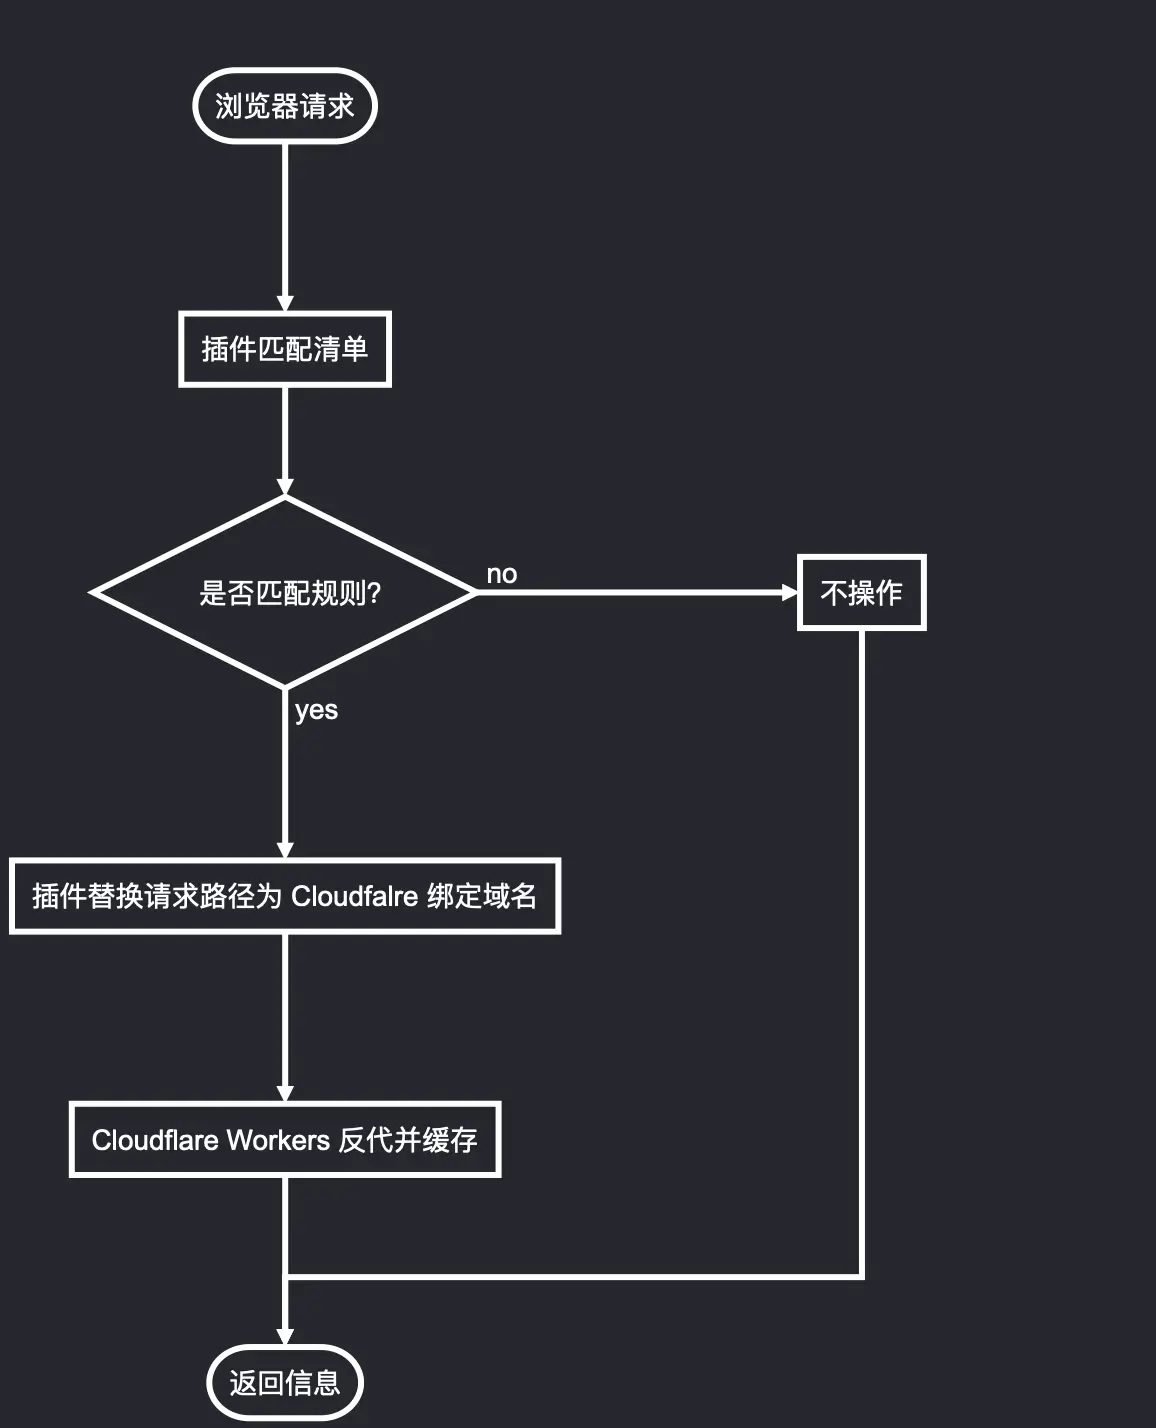 浏览器请求
插件匹配清单
是否匹配规则?
no
不操作
yes
插件替换请求路径为 Cloudfalre 绑定域名
Cloudflare Workers 反代并缓存
返回信息